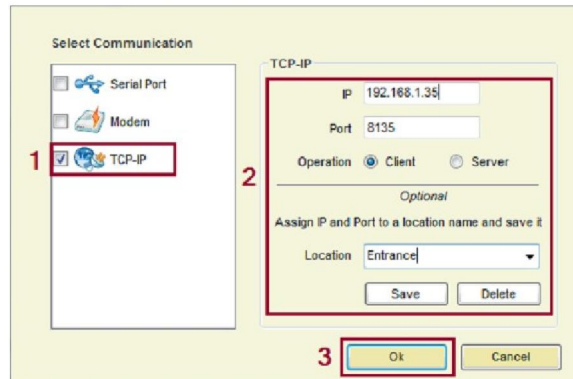 Select Communication
Serial Port
Modem
1 TCP-IP
TCP-IP
2
IP 192.168.1.35
Port 8135
Operation Client Server
Optional
Assign IP and Port to a location name and save it
Location Entrance
Save Delete
3 Ok Cancel